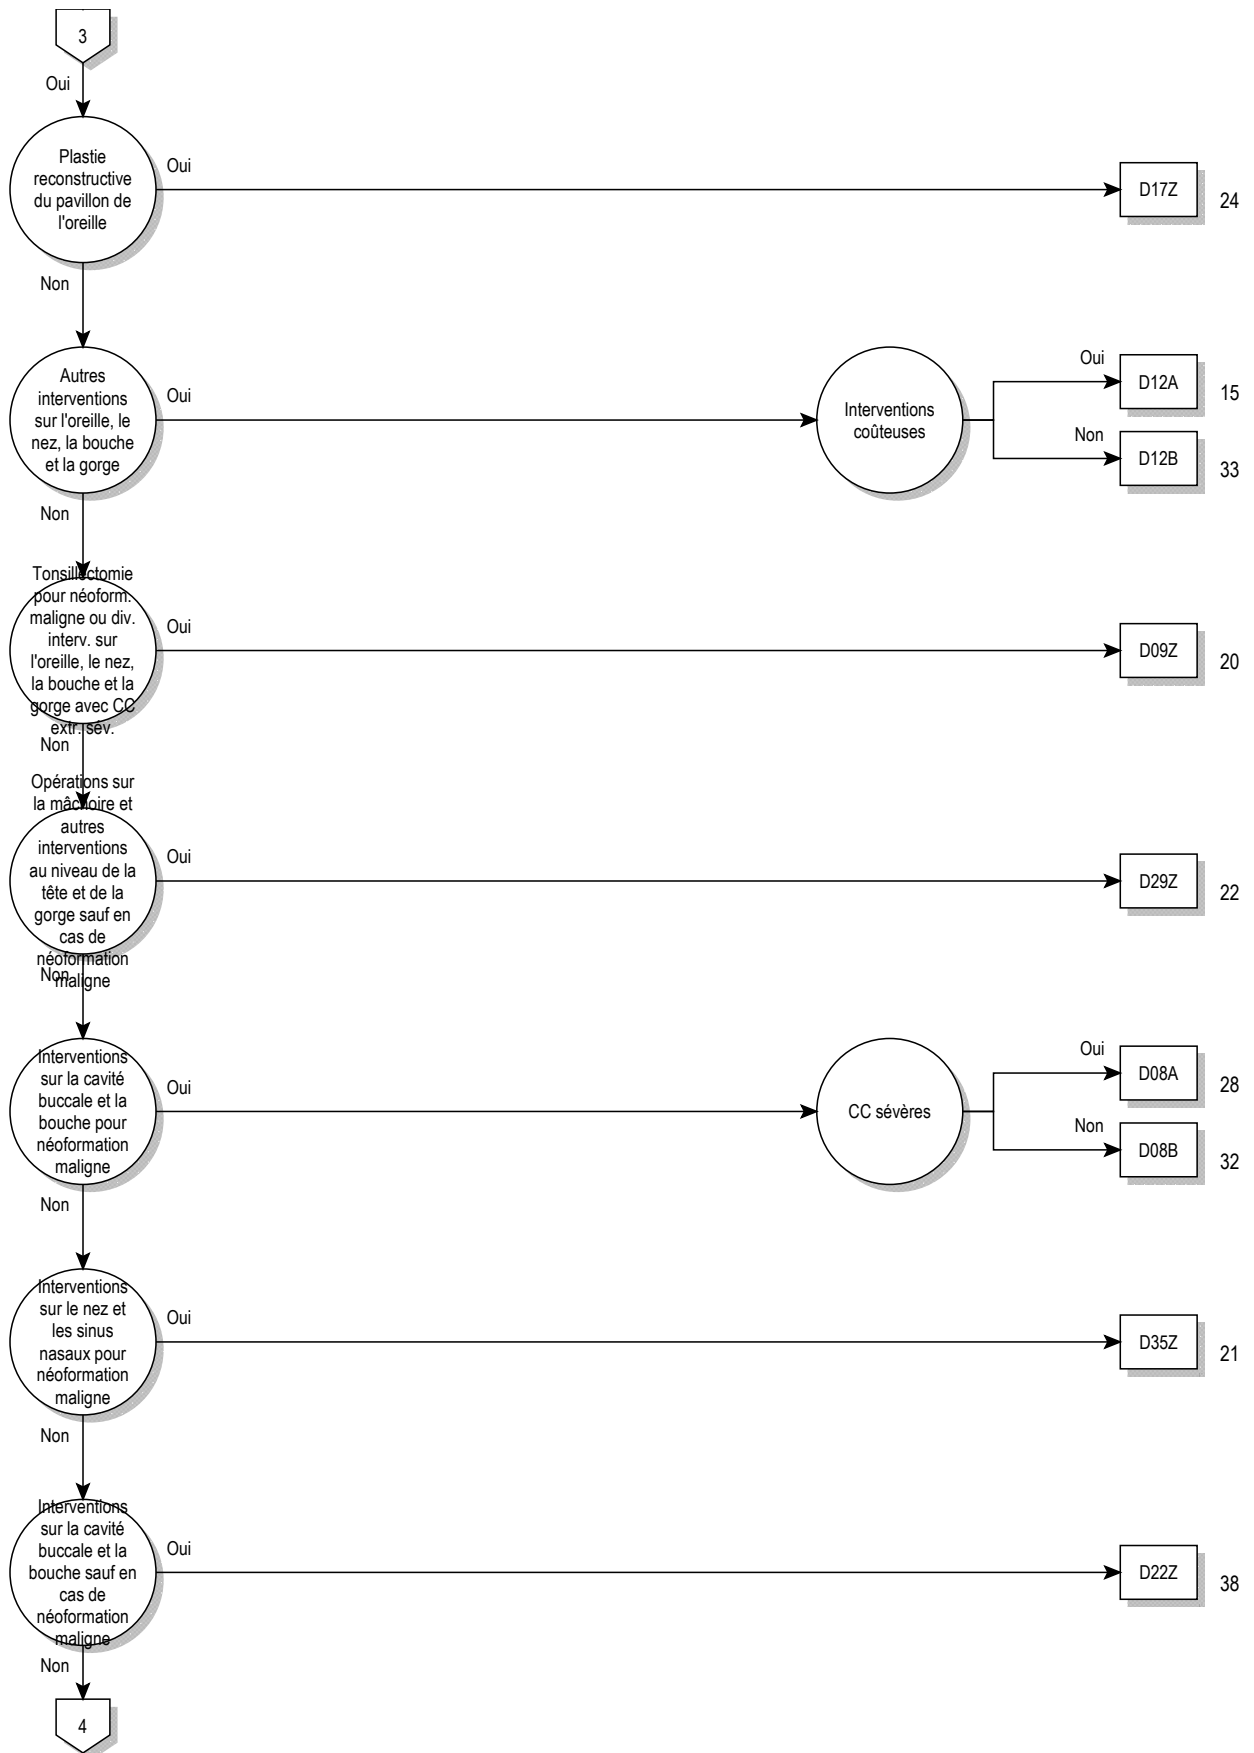 3
Oui
Plastie
reconstructive
du pavillon de
l'oreille
Oui
D17Z
24
Non
Autres
interventions
sur l'oreille, le
nez, la bouche
et la gorge
Oui
Interventions
coûteuses
Oui
D12A
15
Non
D12B
33
Non
Tonsillectomie
pour néoform.
maligne ou div.
interv. sur
l'oreille, le nez,
la bouche et la
gorge avec CC
extr. sév.
Oui
D09Z
20
Non
Opérations sur
la mâchoire et
autres
interventions
au niveau de la
tête et de la
gorge sauf en
cas de
néoformation
maligne
Oui
D29Z
22
Non
Interventions
sur la cavité
buccale et la
bouche pour
néoformation
maligne
Oui
CC sévères
Oui
D08A
28
Non
D08B
32
Non
Interventions
sur le nez et
les sinus
nasaux pour
néoformation
maligne
Oui
D35Z
21
Non
Interventions
sur la cavité
buccale et la
bouche sauf en
cas de
néoformation
maligne
Oui
D22Z
38
Non
4